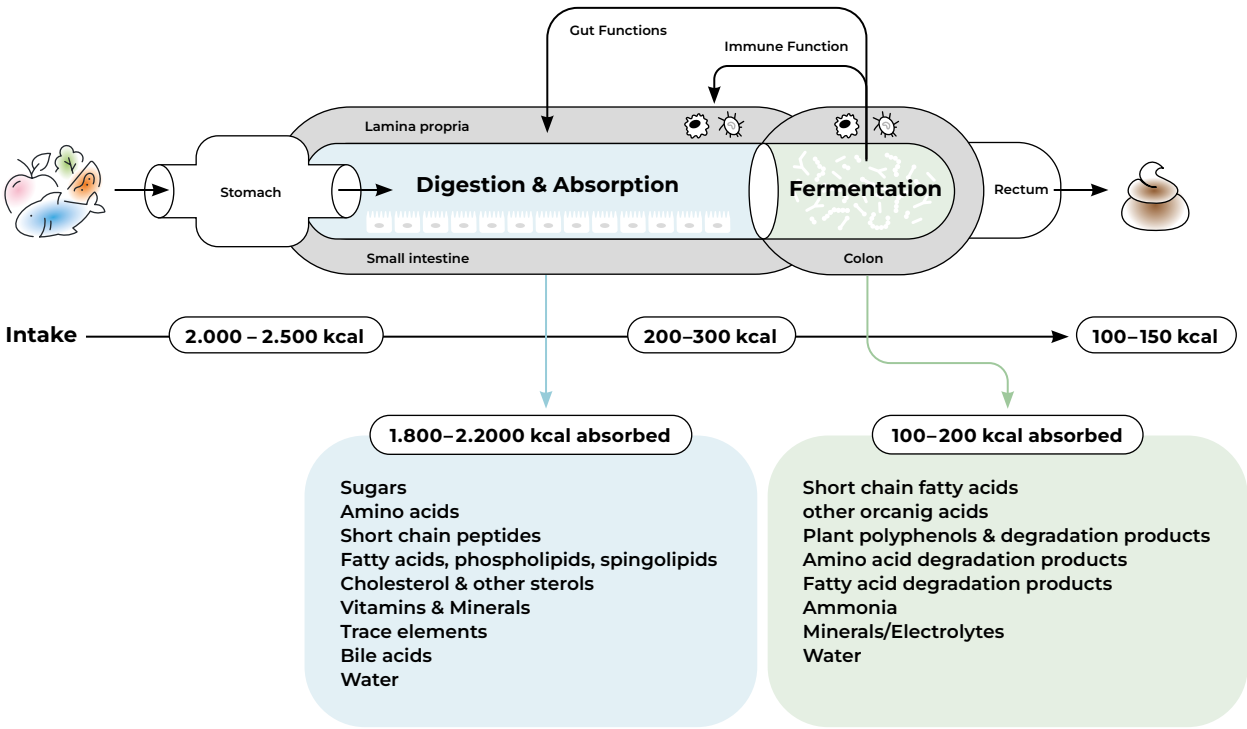 Gut Functions
Immune Function
Lamina propria
Stomach
Digestion & Absorption
Fermentation
Rectum
Small intestine
Colon
Intake
2.000 – 2.500 kcal
200–300 kcal
100–150 kcal
1.800–2.2000 kcal absorbed
Sugars
Amino acids
Short chain peptides
Fatty acids, phospholipids, spingolipids
Cholesterol & other sterols
Vitamins & Minerals
Trace elements
Bile acids
Water
100–200 kcal absorbed
Short chain fatty acids
other orcanig acids
Plant polyphenols & degradation products
Amino acid degradation products
Fatty acid degradation products
Ammonia
Minerals/Electrolytes
Water